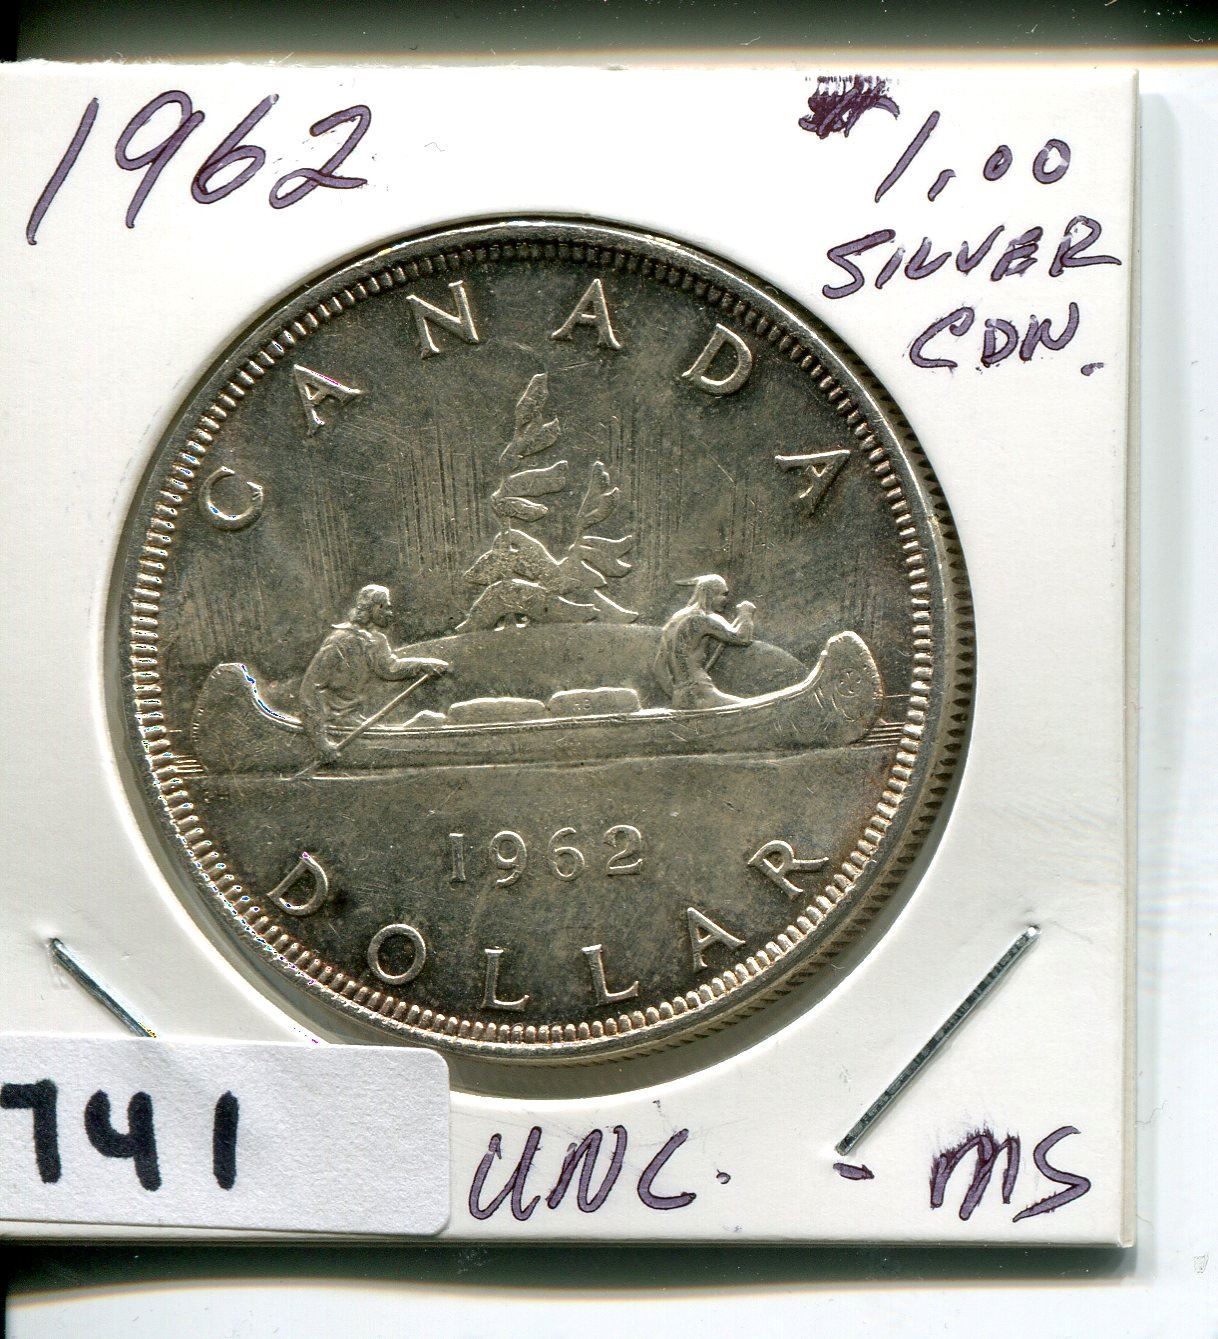 1962
$1.00
SILVER
CDN.
CANADA
1962
DOLLAR
741
UNC. - MS